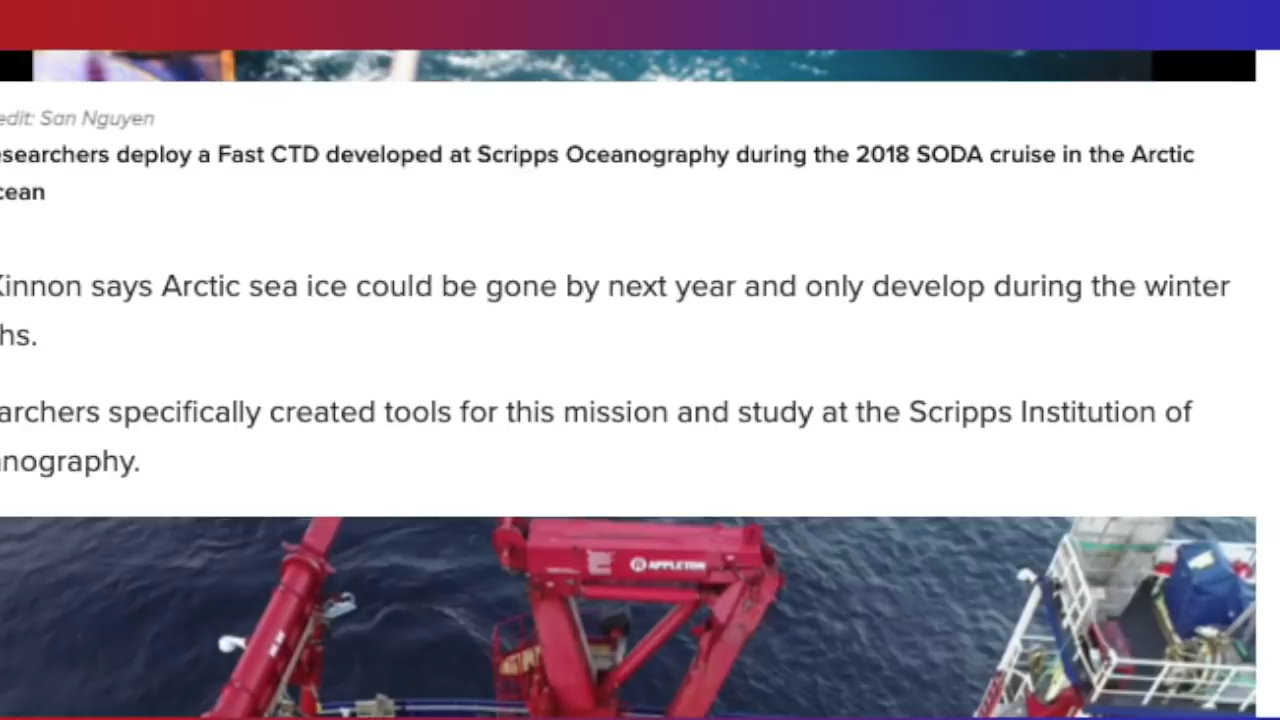 edit: San Nguyen
esearchers deploy a Fast CTD developed at Scripps Oceanography during the 2018 SODA cruise in the Arctic
cean
Kinnon says Arctic sea ice could be gone by next year and only develop during the winter
hs.
archers specifically created tools for this mission and study at the Scripps Institution of
nography.
APPLETON